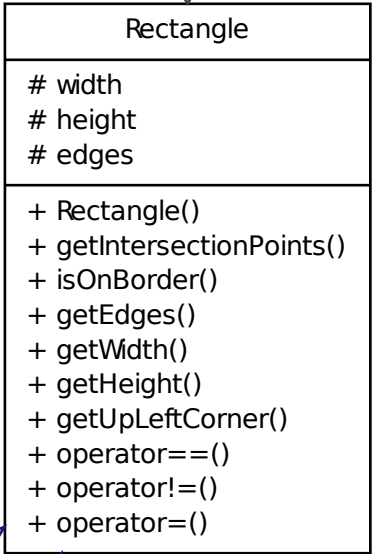 Rectangle
# width
# height
# edges
+ Rectangle()
+ getIntersectionPoints()
+ isOnBorder()
+ getEdges()
+ getWidth()
+ getHeight()
+ getUpLeftCorner()
+ operator==()
+ operator!=()
+ operator=()